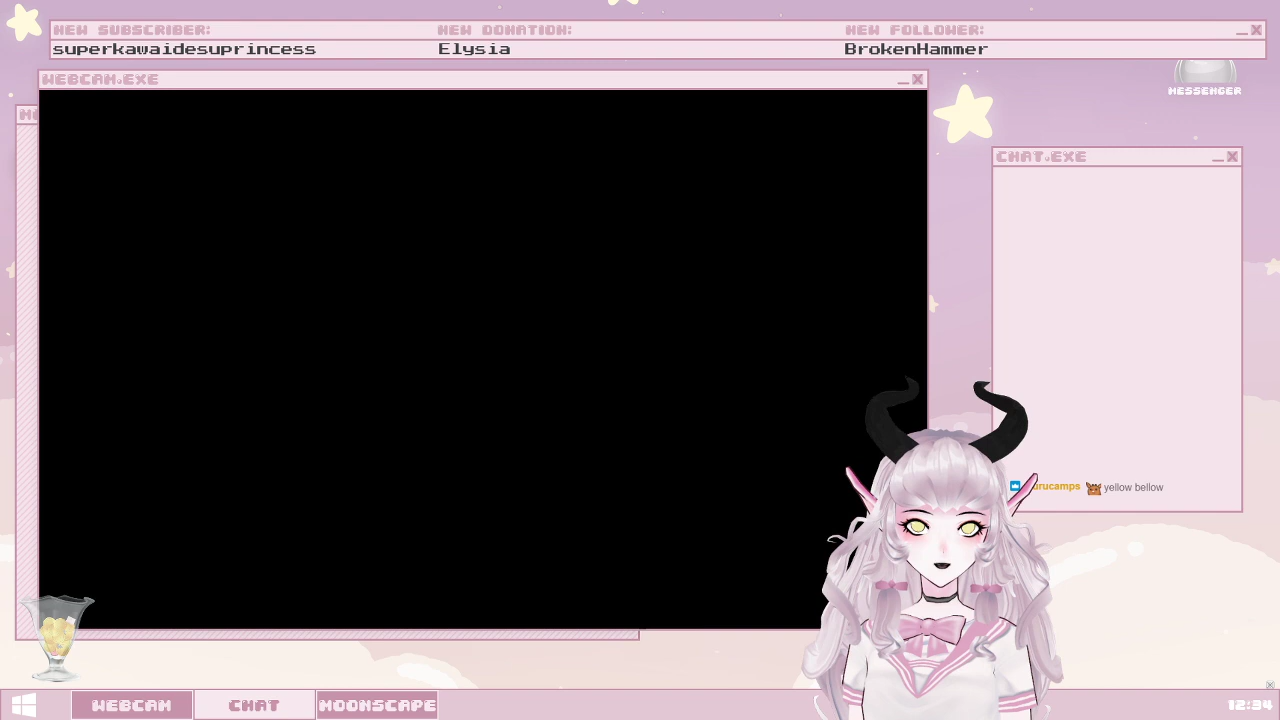 NEW SUBSCRIBER: NEW DONATION: NEW FOLLOWER:
superkawaidesuprincess Elysia BrokenHammer
WEBCAM.EXE
MESSENGER
CHAT.EXE
yellow bellow
WEBCAM CHAT MOONSCAPE
12:34